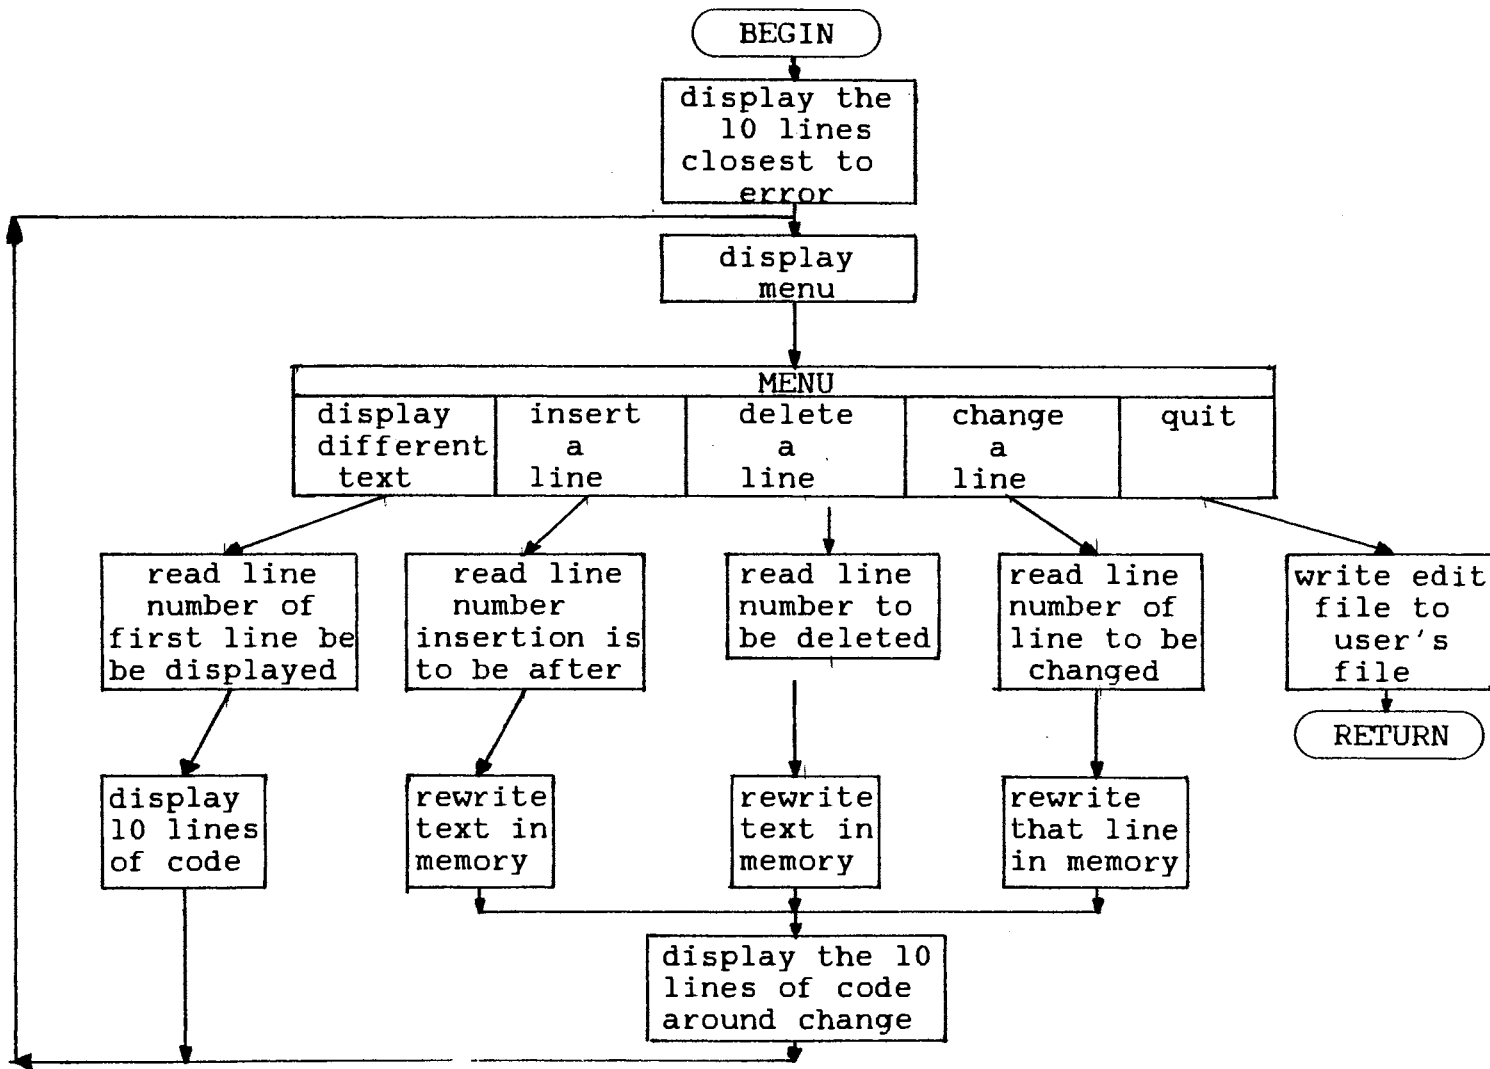 BEGIN
display the
10 lines
closest to
error
display
menu
MENU
display
different
text
insert
a
line
delete
a
line
change
a
line
quit
read line
number of
first line be
be displayed
read line
number
insertion is
to be after
read line
number to
be deleted
read line
number of
line to be
changed
write edit
file to
user's
file
RETURN
display
10 lines
of code
rewrite
text in
memory
rewrite
text in
memory
rewrite
that line
in memory
display the 10
lines of code
around change